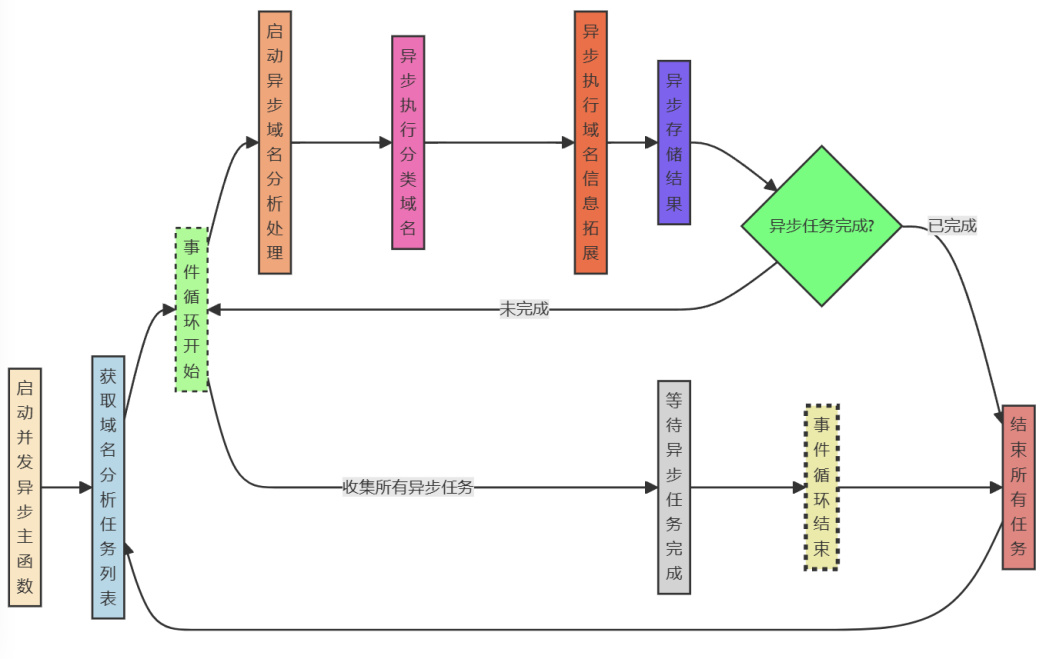 启动并发异步主函数
获取域名分析任务列表
事件循环开始
启动异步域名分析处理
异步执行分类域名
异步执行域名信息拓展
异步存储结果
异步任务完成?
已完成
未完成
收集所有异步任务
等待异步任务完成
事件循环结束
结束所有任务